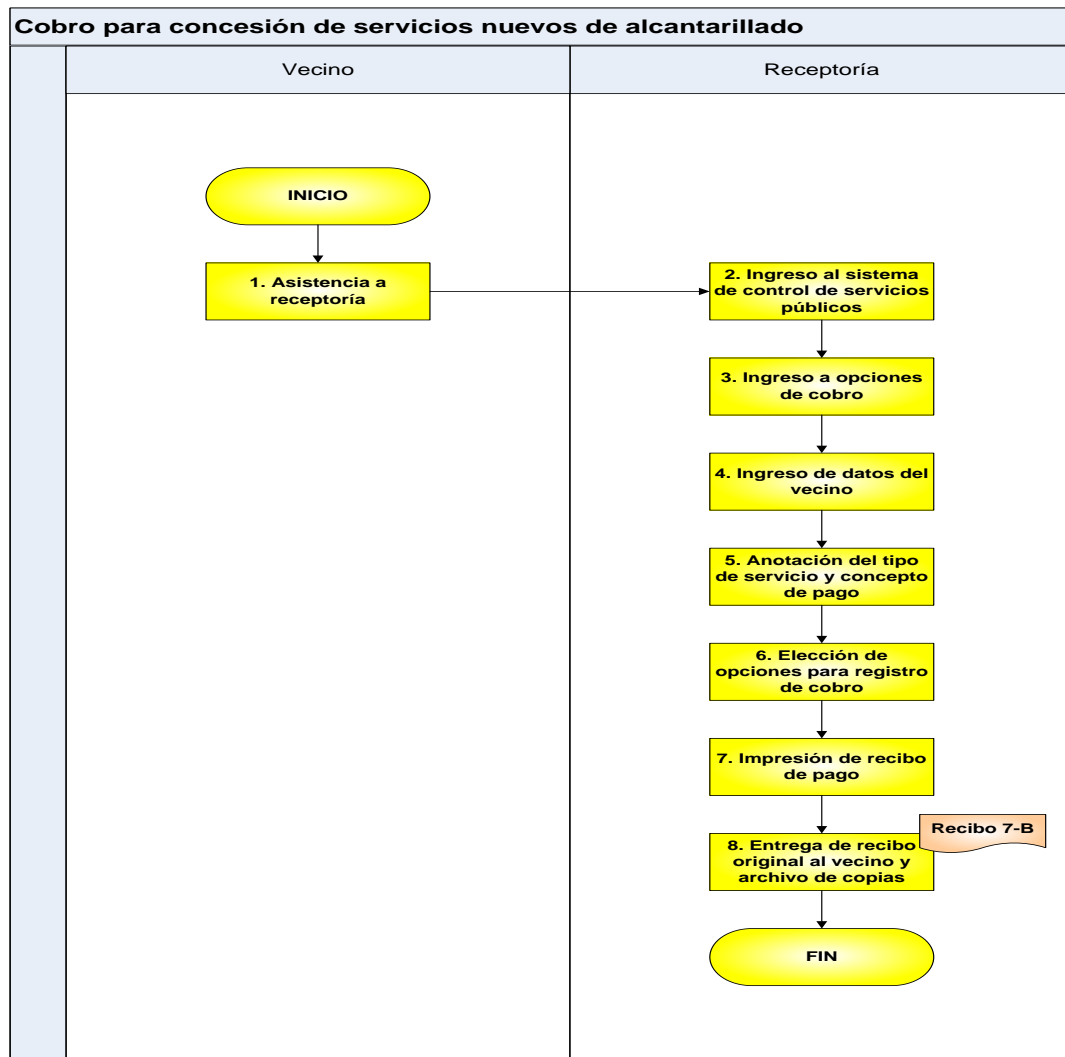 Cobro para concesión de servicios nuevos de alcantarillado
Vecino
Receptoría
INICIO
1. Asistencia a
receptoría
2. Ingreso al sistema
de control de servicios
públicos
3. Ingreso a opciones
de cobro
4. Ingreso de datos del
vecino
5. Anotación del tipo
de servicio y concepto
de pago
6. Elección de
opciones para registro
de cobro
7. Impresión de recibo
de pago
Recibo 7-B
8. Entrega de recibo
original al vecino y
archivo de copias
FIN